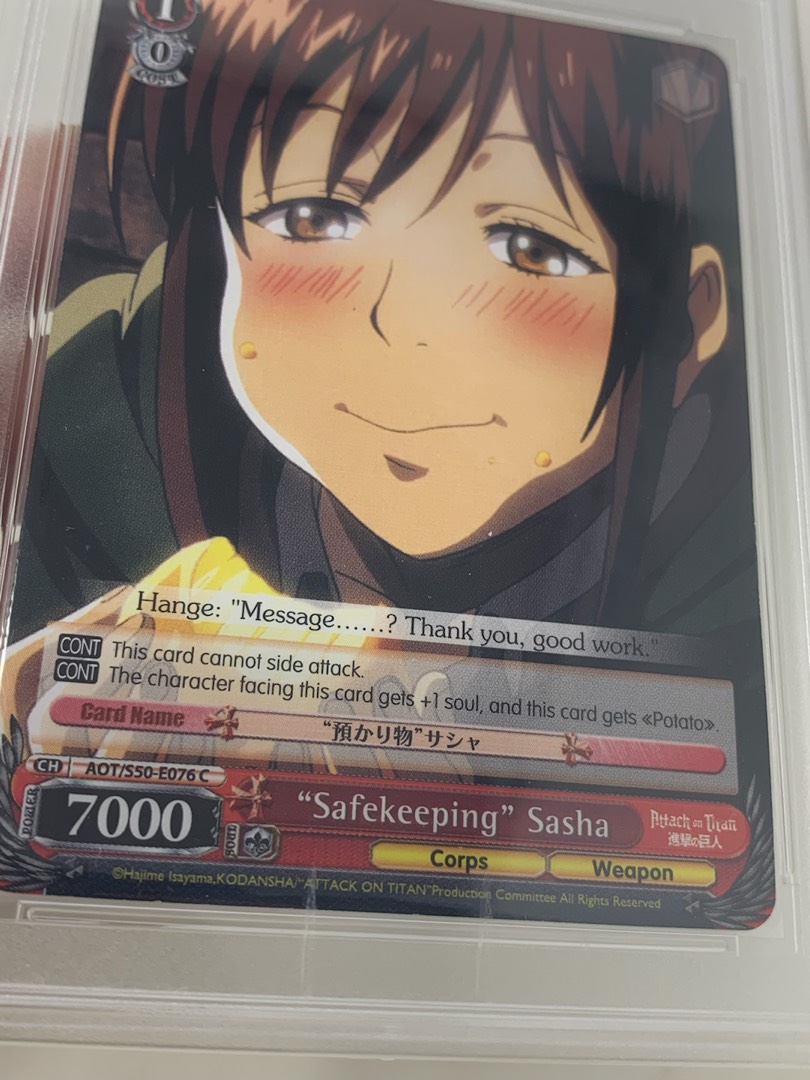 1
0
COST
Hange: "Message……? Thank you, good work."
CONT This card cannot side attack.
CONT The character facing this card gets +1 soul, and this card gets «Potato».
Card Name
“預かり物”サシャ
CH AOT/S50-E076 C
POWER 7000
SOUL
“Safekeeping” Sasha
Attack on Titan
進撃の巨人
Corps
Weapon
©Hajime Isayama,KODANSHA/"ATTACK ON TITAN"Production Committee All Rights Reserved